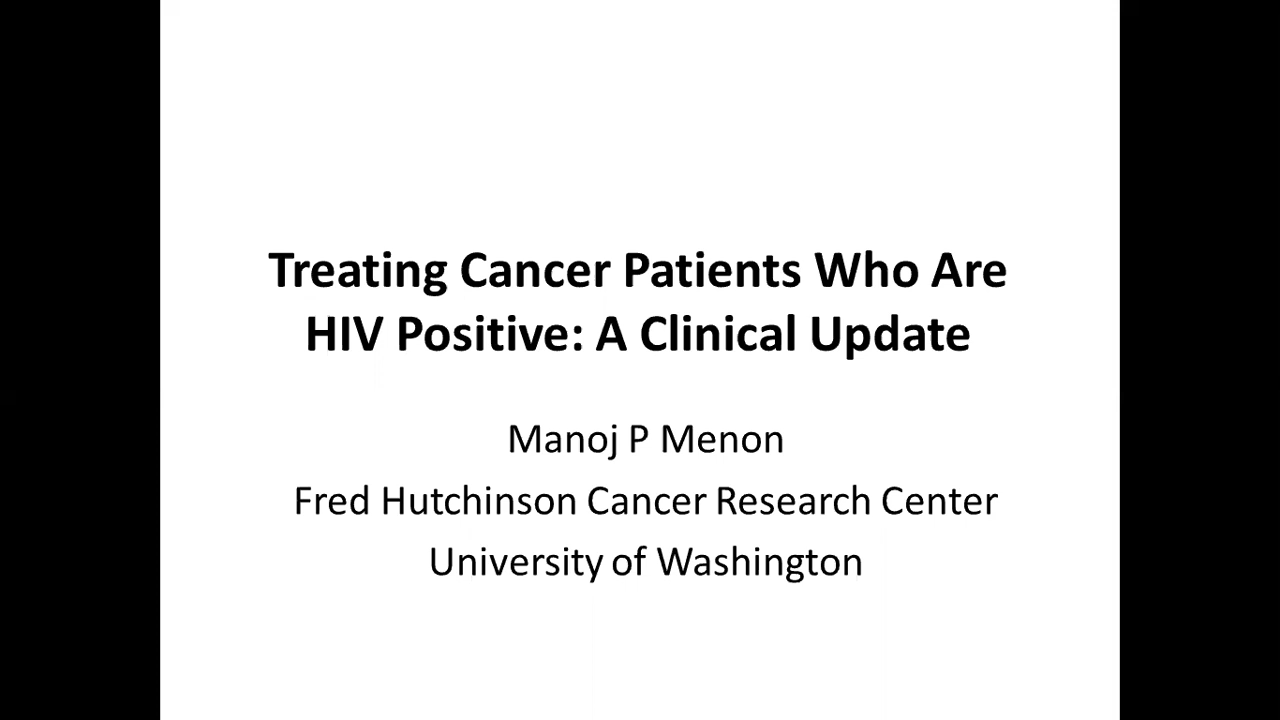 Treating Cancer Patients Who Are
HIV Positive: A Clinical Update
Manoj P Menon
Fred Hutchinson Cancer Research Center
University of Washington